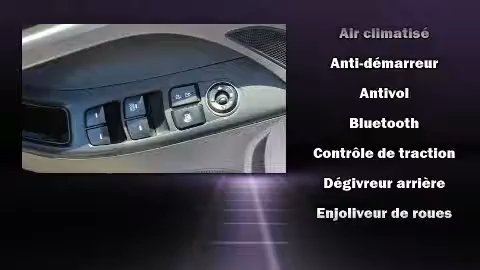 Air climatisé
Anti-démarreur
Antivol
Bluetooth
Contrôle de traction
Dégivreur arrière
Enjoliveur de roues